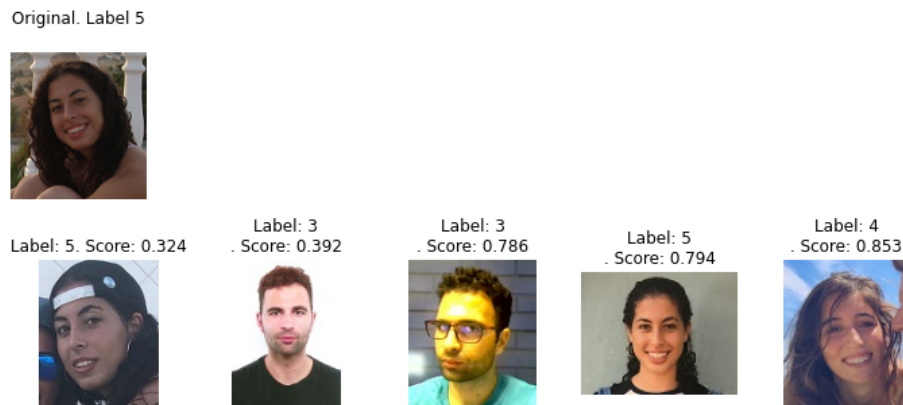 Original. Label 5
Label: 5. Score: 0.324
Label: 3
. Score: 0.392
Label: 3
. Score: 0.786
Label: 5
. Score: 0.794
Label: 4
. Score: 0.853